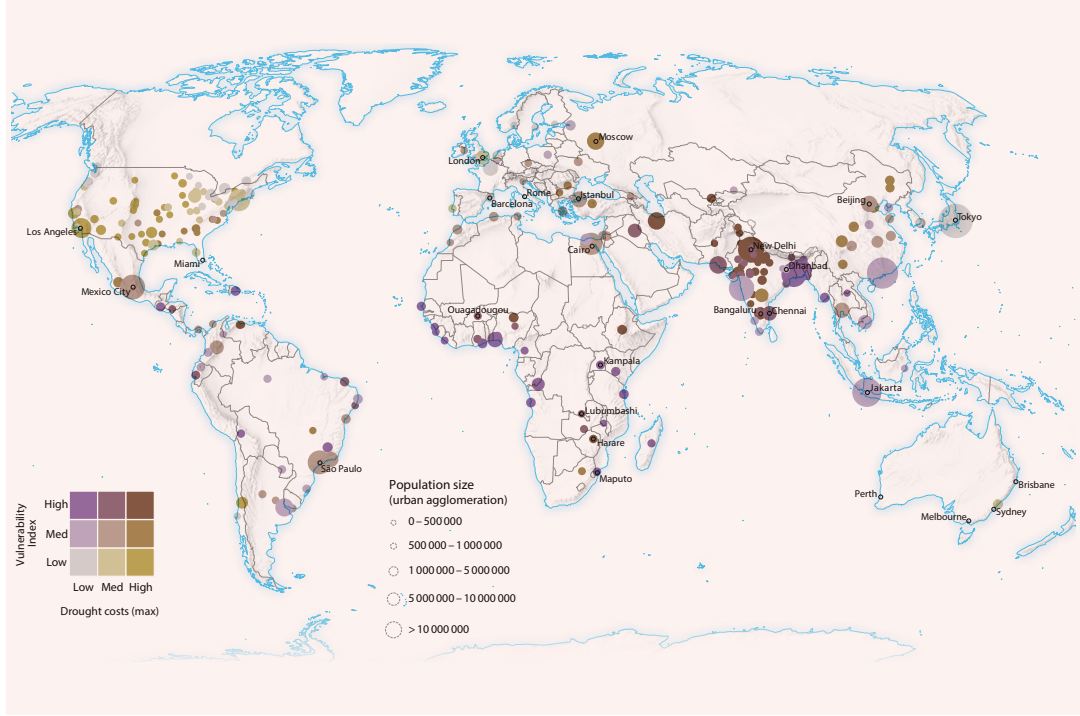 Moscow
London
Rome
Istanbul
Barcelona
Beijing
Tokyo
Los Angeles
Miami
Cairo
New Delhi
Dhanbad
Mexico City
Ouagadougou
Bangaluru
Chennai
Kampala
Jakarta
Lubumbashi
Harare
São Paulo
Maputo
Perth
Brisbane
Sydney
Melbourne
Vulnerability
Index
High
Med
Low
Low Med High
Drought costs (max)
Population size
(urban agglomeration)
0–500 000
500 000–1 000 000
1 000 000–5 000 000
5 000 000–10 000 000
> 10 000 000